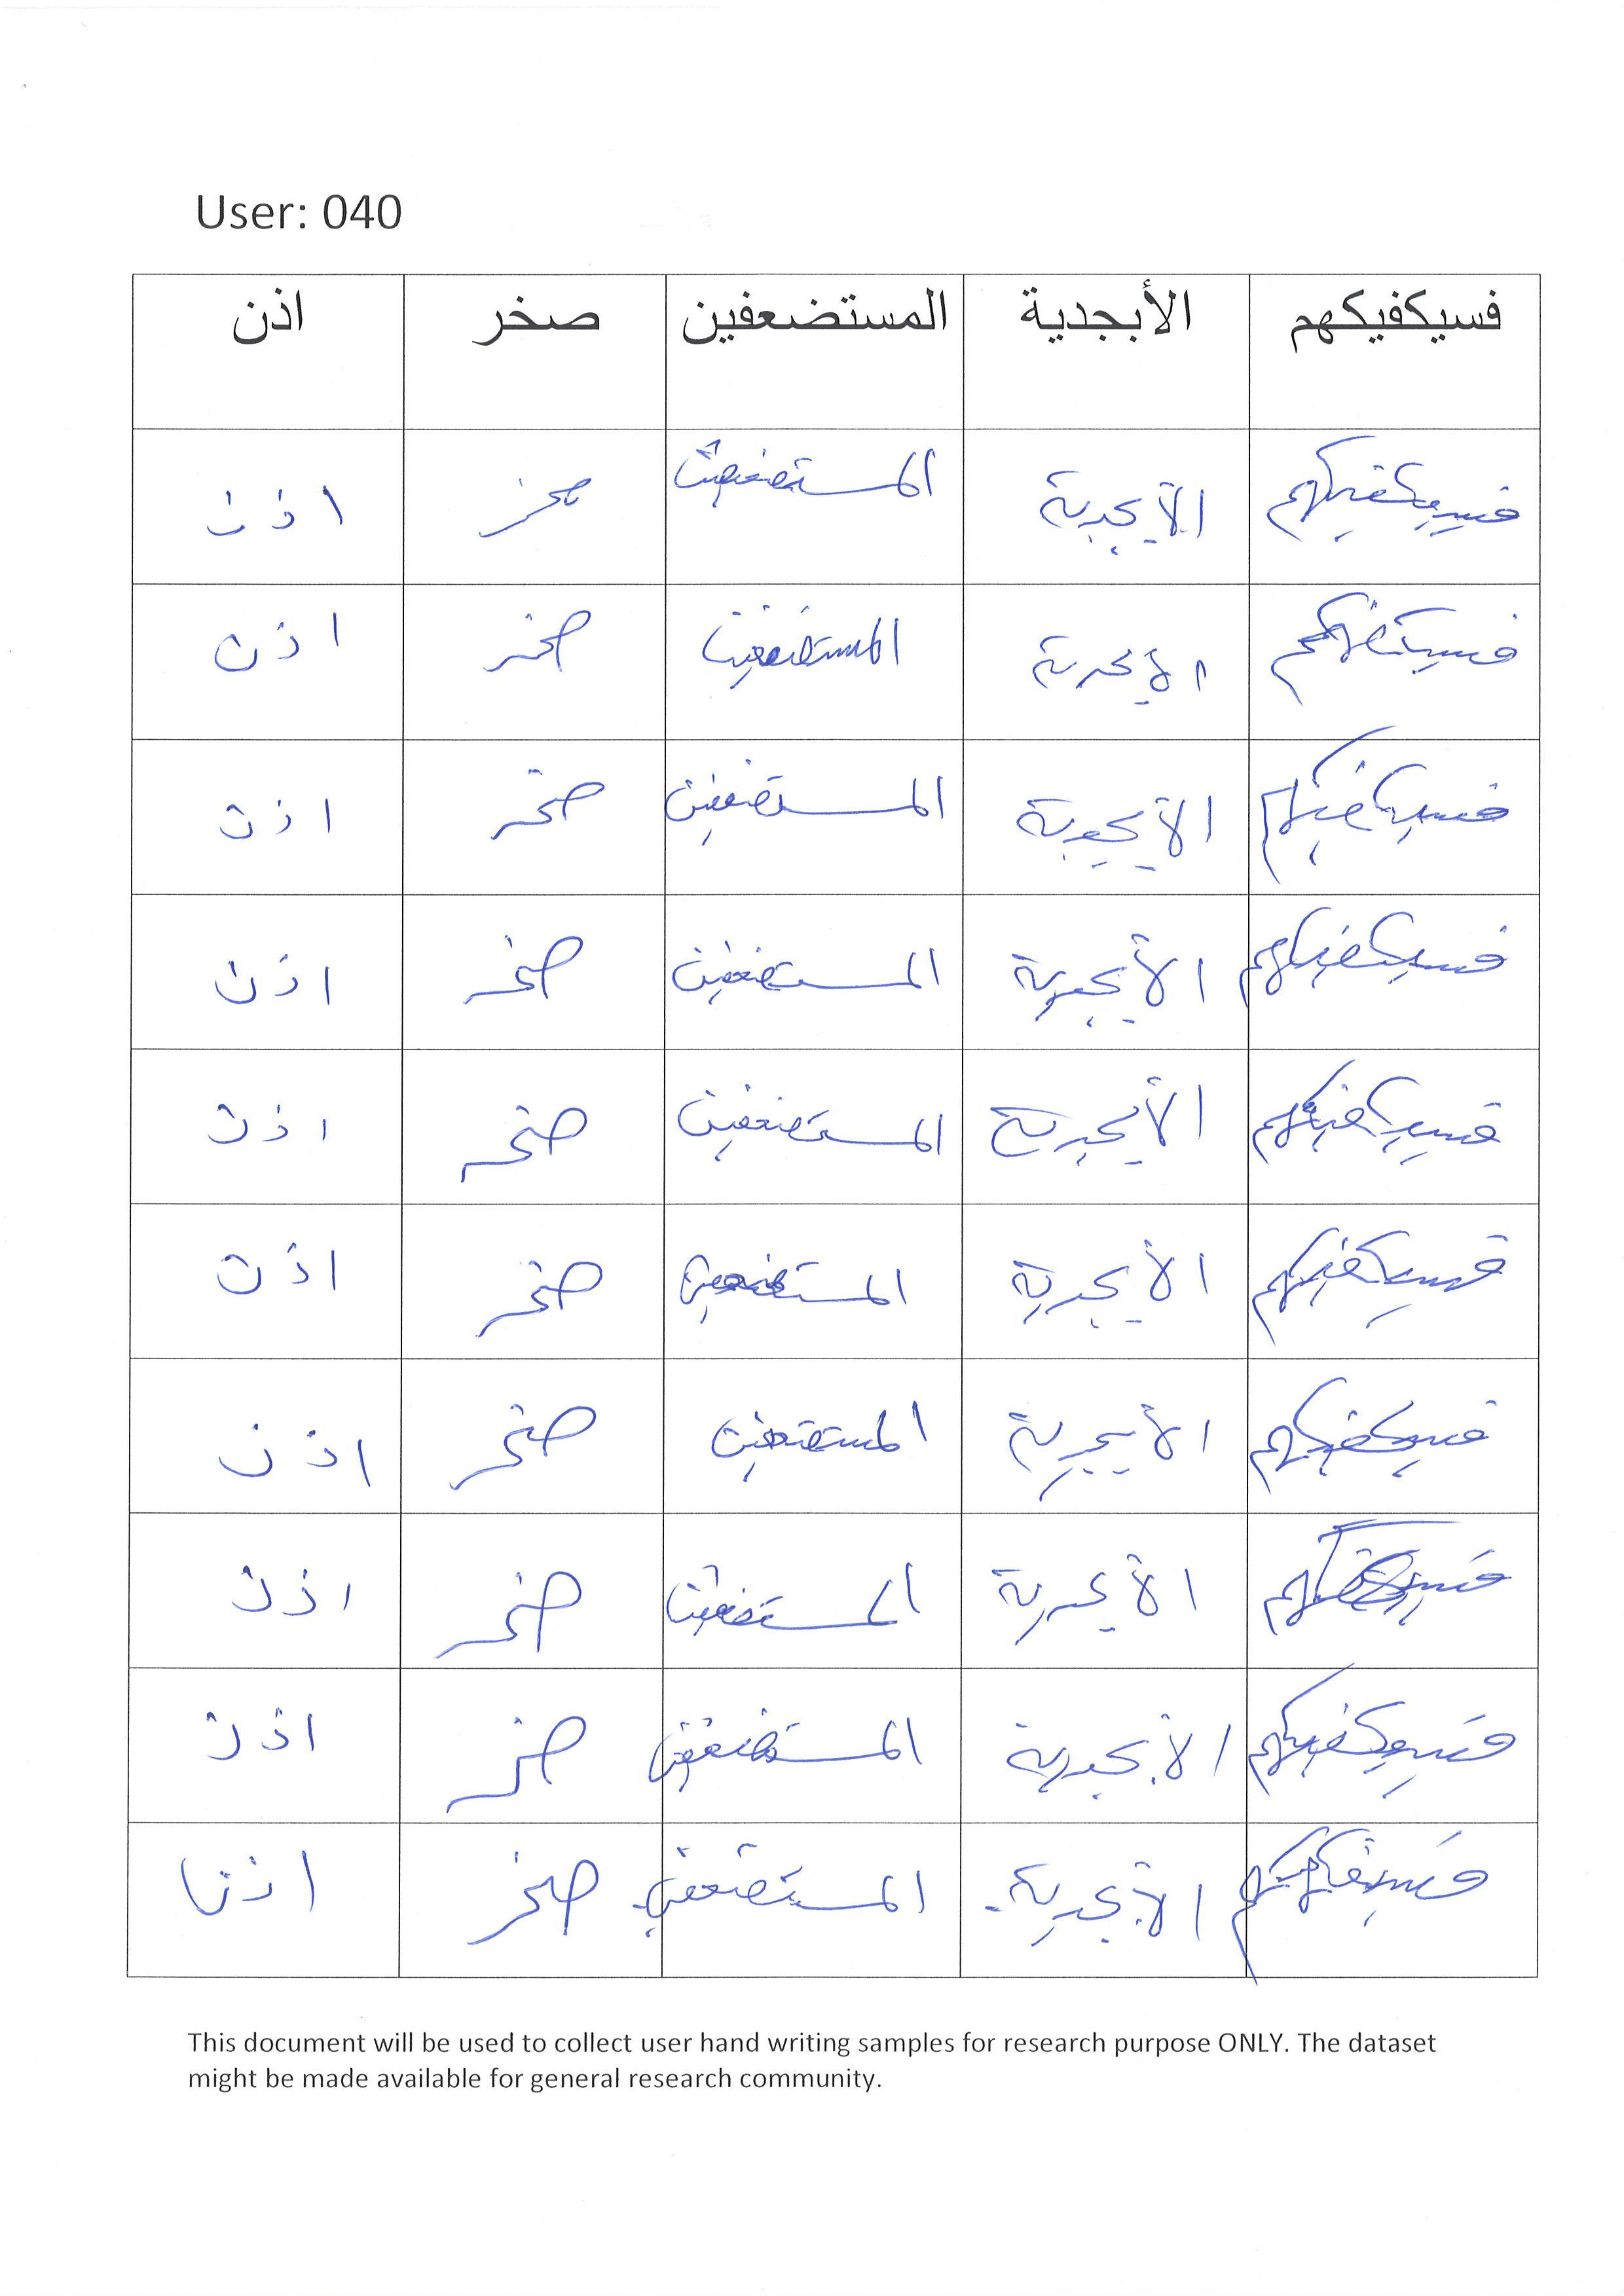 User: 040
فسيكفيكهم الأبجدية المستضعفين صخر اذن
فسيكفيكهم الأبجدية المستضعفين صخر اذن
فسيكفيكهم الأبجدية المستضعفين صخر اذن
فسيكفيكهم الأبجدية المستضعفين صخر اذن
فسيكفيكهم الأبجدية المستضعفين صخر اذن
فسيكفيكهم الأبجدية المستضعفين صخر اذن
فسيكفيكهم الأبجدية المستضعفين صخر اذن
فسيكفيكهم الأبجدية المستضعفين صخر اذن
فسيكفيكهم الأبجدية المستضعفين صخر اذن
فسيكفيكهم الأبجدية المستضعفين صخر اذن
فسيكفيكهم الأبجدية المستضعفين صخر اذن
This document will be used to collect user hand writing samples for research purpose ONLY. The dataset
might be made available for general research community.